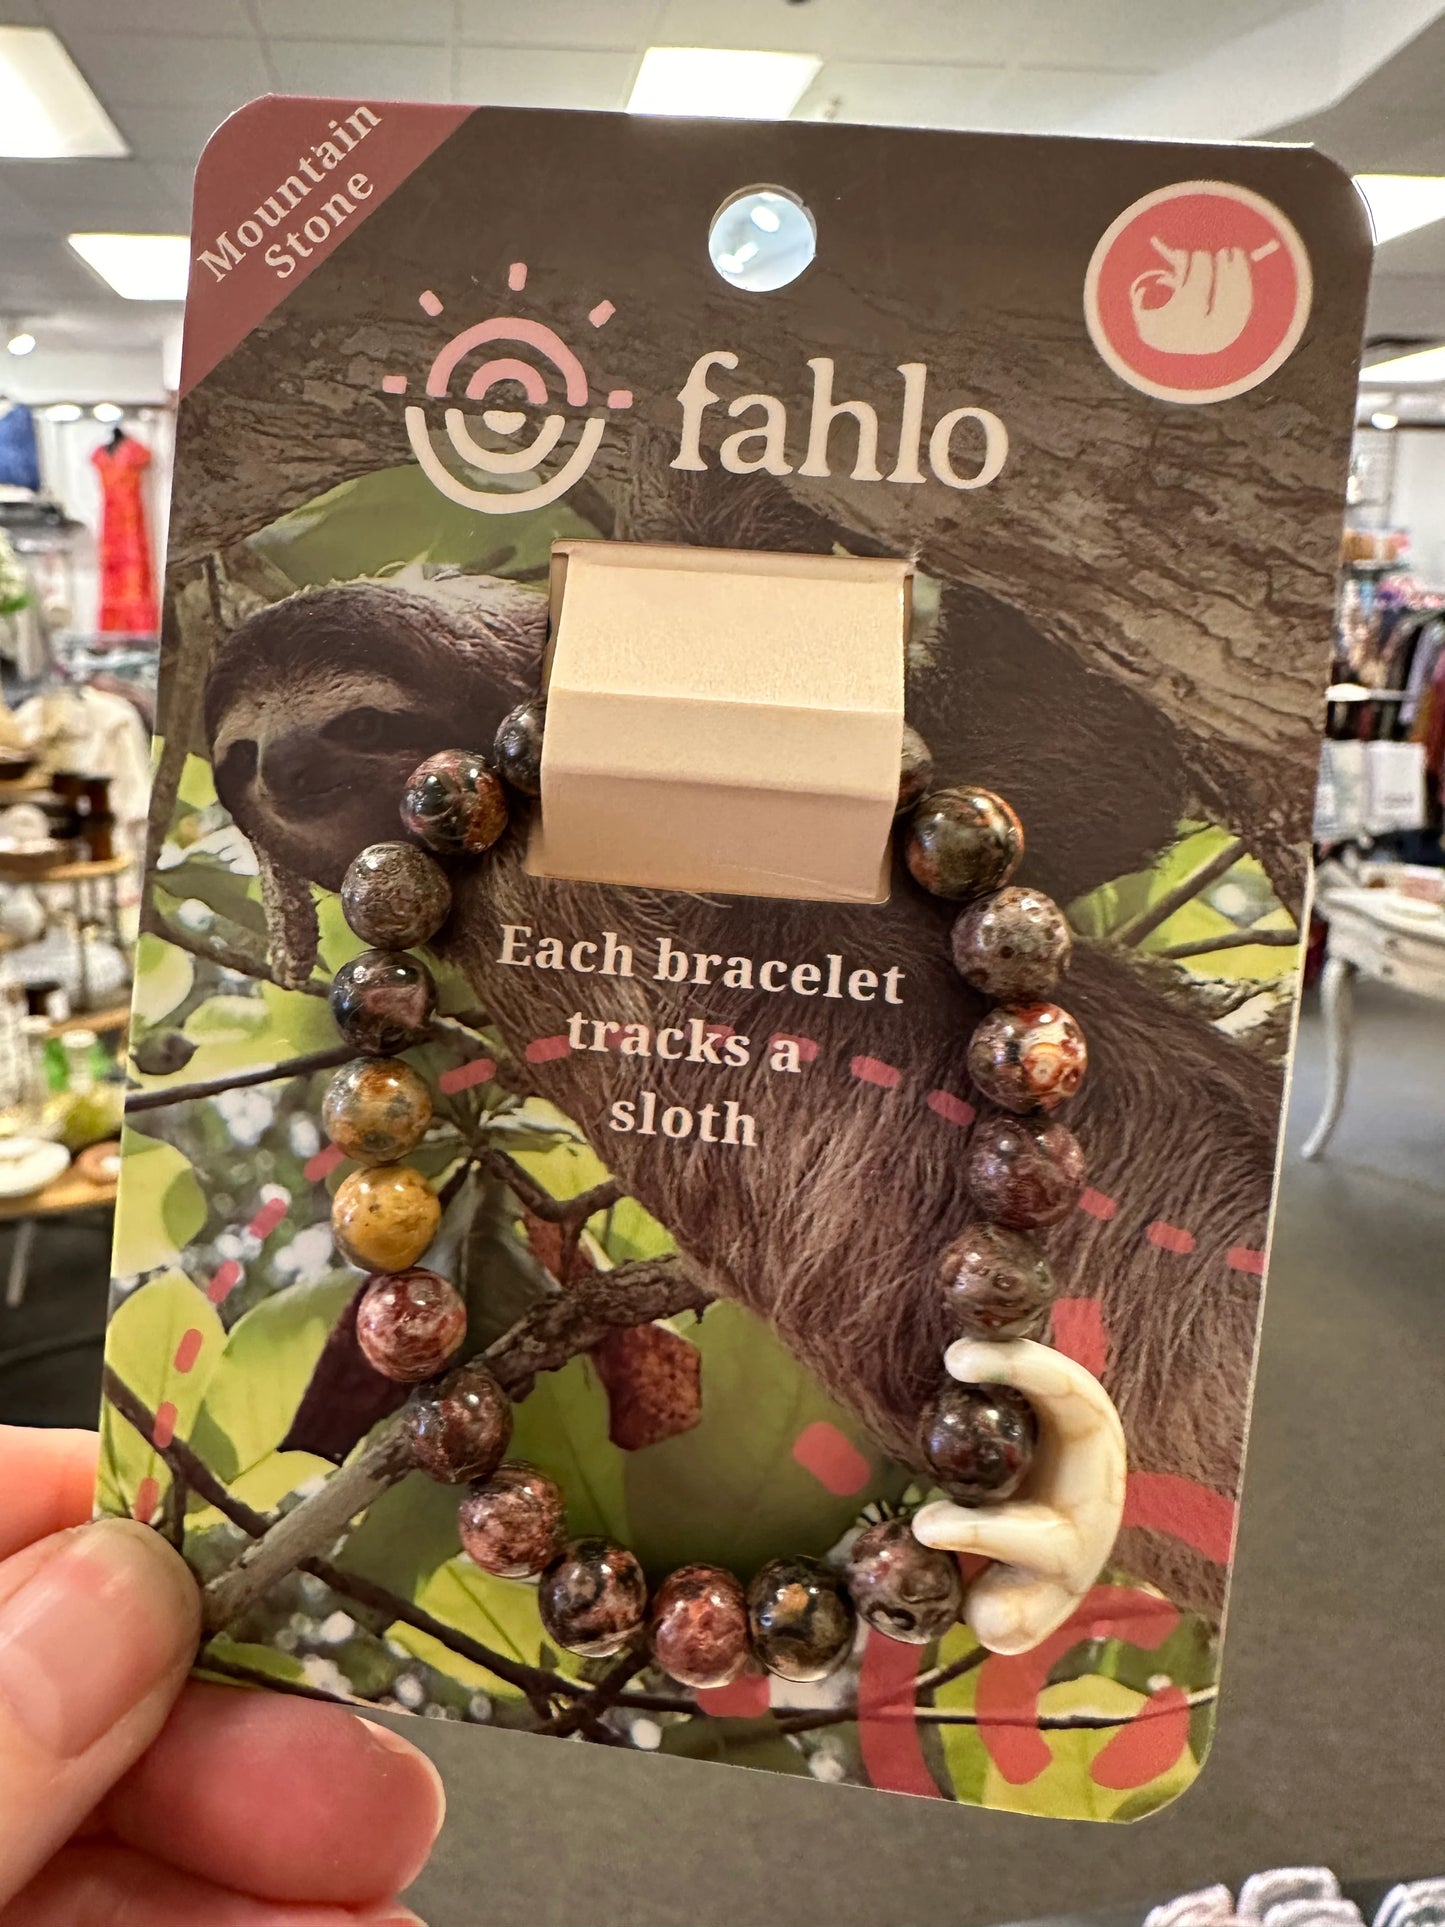 Mountain
Stone
fahlo
Each bracelet
tracks a
sloth